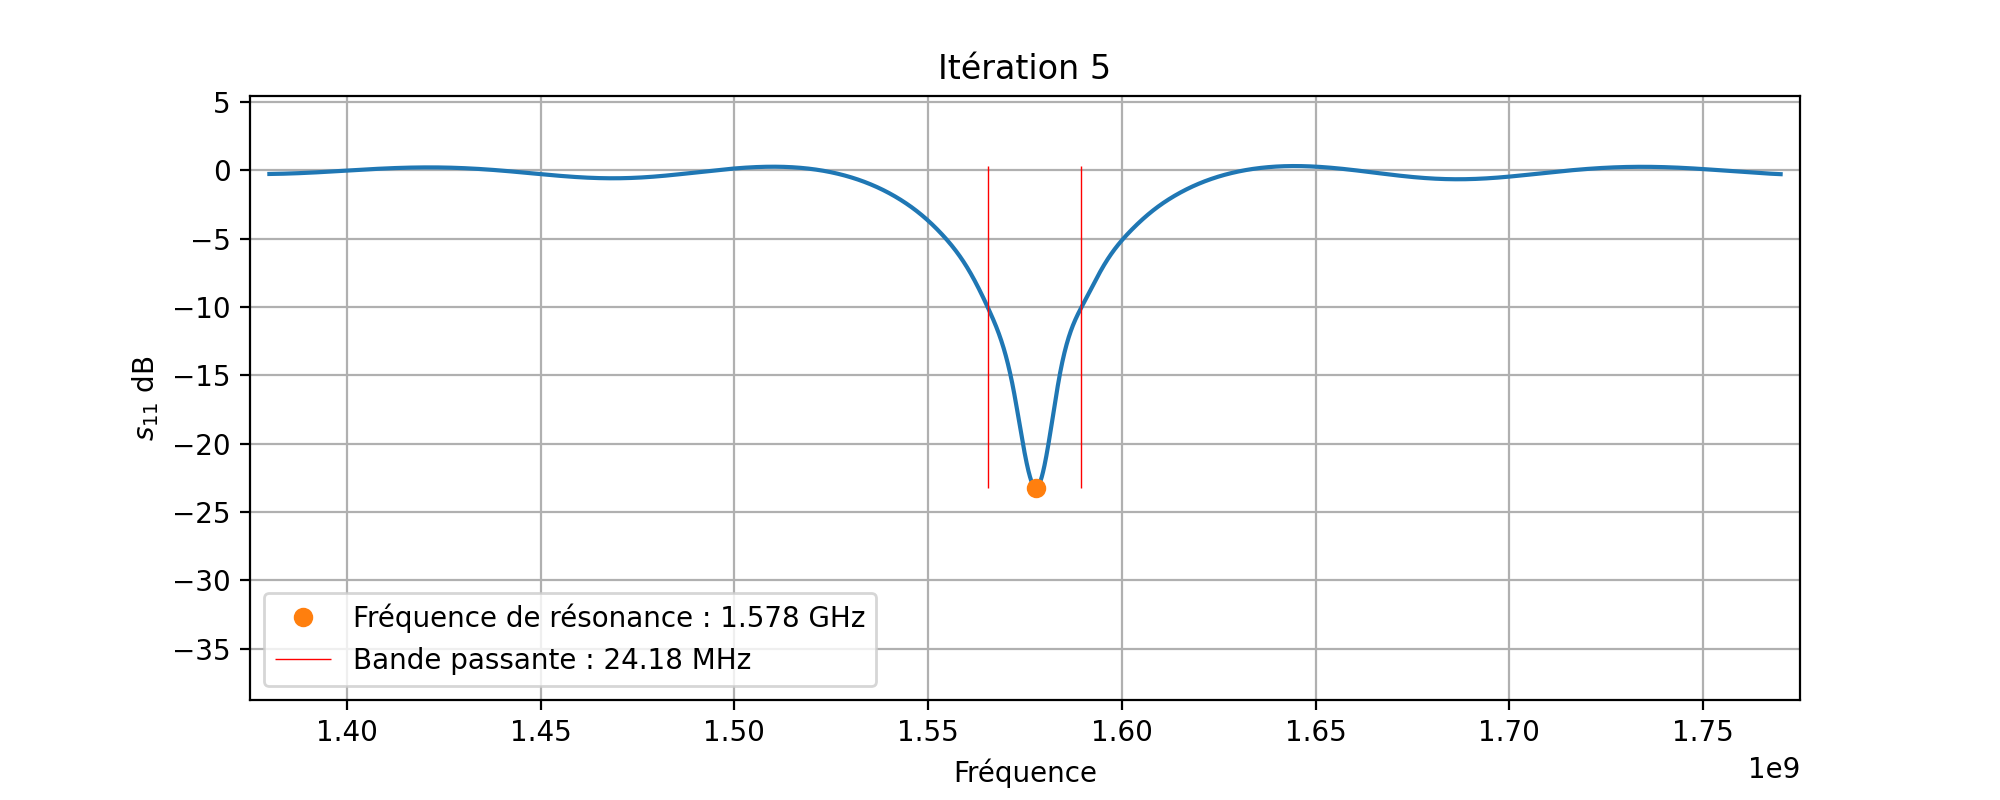 Itération 5
5
0
−5
−10
−15
−20
−25
−30
−35
s₁₁ dB
Fréquence de résonance : 1.578 GHz
Bande passante : 24.18 MHz
1.40 1.45 1.50 1.55 1.60 1.65 1.70 1.75
Fréquence
1e9